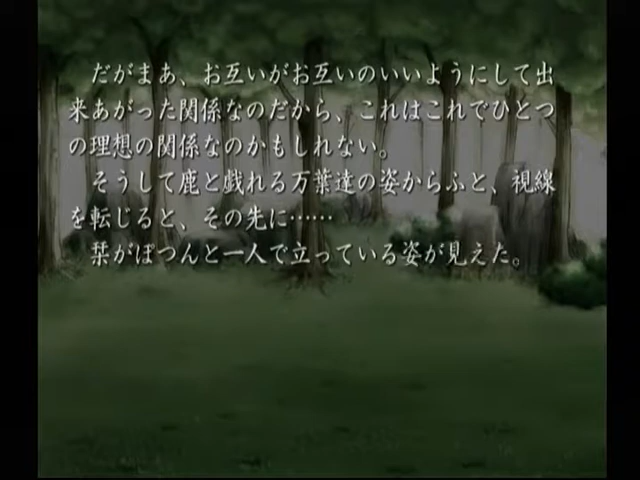 だがまあ、お互いがお互いのいいようにして出
来あがった関係なのだから、これはこれでひとつ
の理想の関係なのかもしれない。
そうして鹿と戯れる万葉達の姿からふと、視線
を転じると、その先に……
栞がぽつんと一人で立っている姿が見えた。